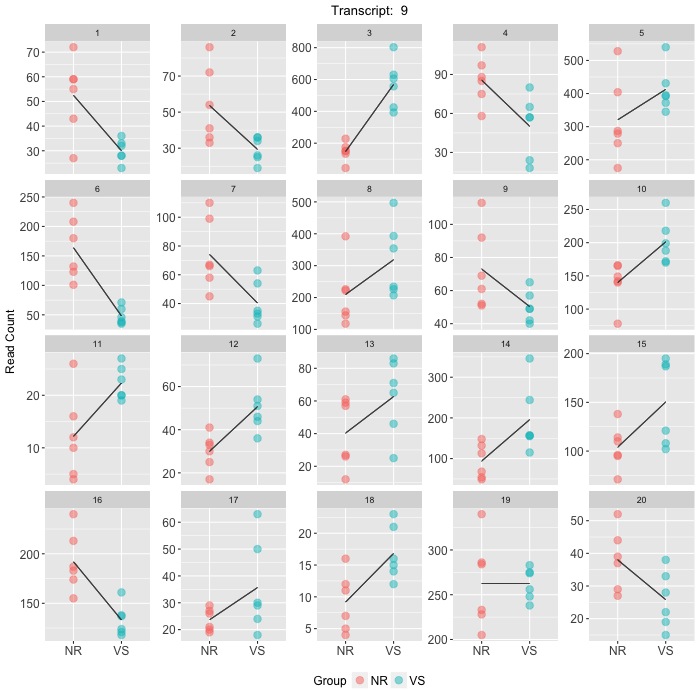 Transcript: 9
1 2 3 4 5
70 60 50 40 30
70 50 30
800 600 400 200
90 60 30
500 400 300 200
6 7 8 9 10
250 200 150 100 50
100 80 60 40
500 400 300 200 100
100 80 60 40
250 200 150 100
Read Count
11 12 13 14 15
20 10
60 40 20
80 60 40 20
300 200 100
200 150 100
16 17 18 19 20
200 150
60 50 40 30 20
20 15 10 5
300 250 200
50 40 30 20
NR VS NR VS NR VS NR VS NR VS
Group NR VS